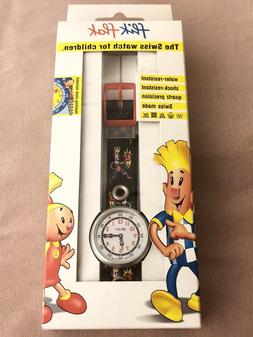 flik flak
The Swiss watch for children.
water-resistant
shock-resistant
quartz precision
Swiss made